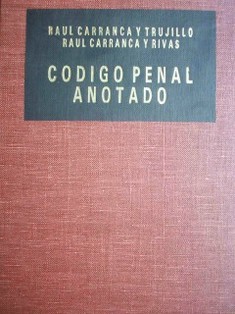 RAUL CARRANCA Y TRUJILLO
RAUL CARRANCA Y RIVAS
CODIGO PENAL
ANOTADO